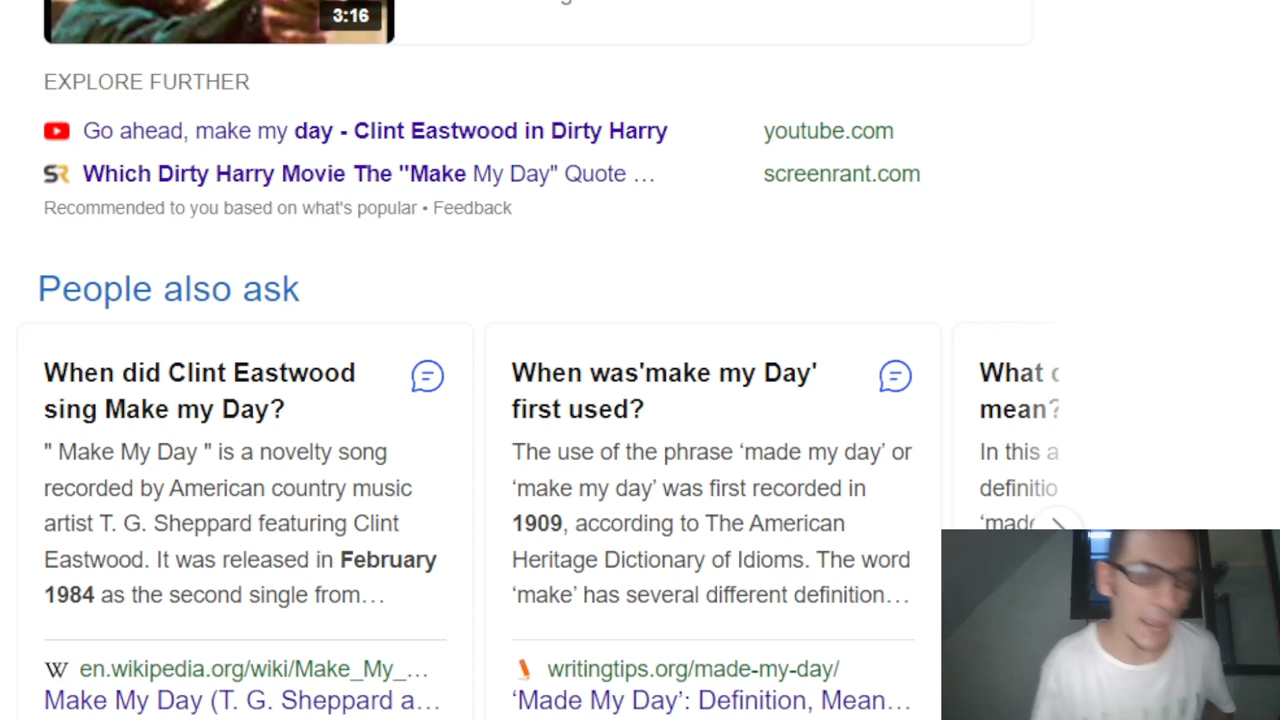 3:16
EXPLORE FURTHER
Go ahead, make my day - Clint Eastwood in Dirty Harry youtube.com
Which Dirty Harry Movie The "Make My Day" Quote … screenrant.com
Recommended to you based on what's popular • Feedback
People also ask
When did Clint Eastwood
sing Make my Day?
" Make My Day " is a novelty song
recorded by American country music
artist T. G. Sheppard featuring Clint
Eastwood. It was released in February
1984 as the second single from…
en.wikipedia.org/wiki/Make_My_…
Make My Day (T. G. Sheppard a…
When was'make my Day'
first used?
The use of the phrase ‘made my day’ or
‘make my day’ was first recorded in
1909, according to The American
Heritage Dictionary of Idioms. The word
‘make’ has several different definition…
writingtips.org/made-my-day/
‘Made My Day’: Definition, Mean…
What
mean?
In this a
definitio
‘made